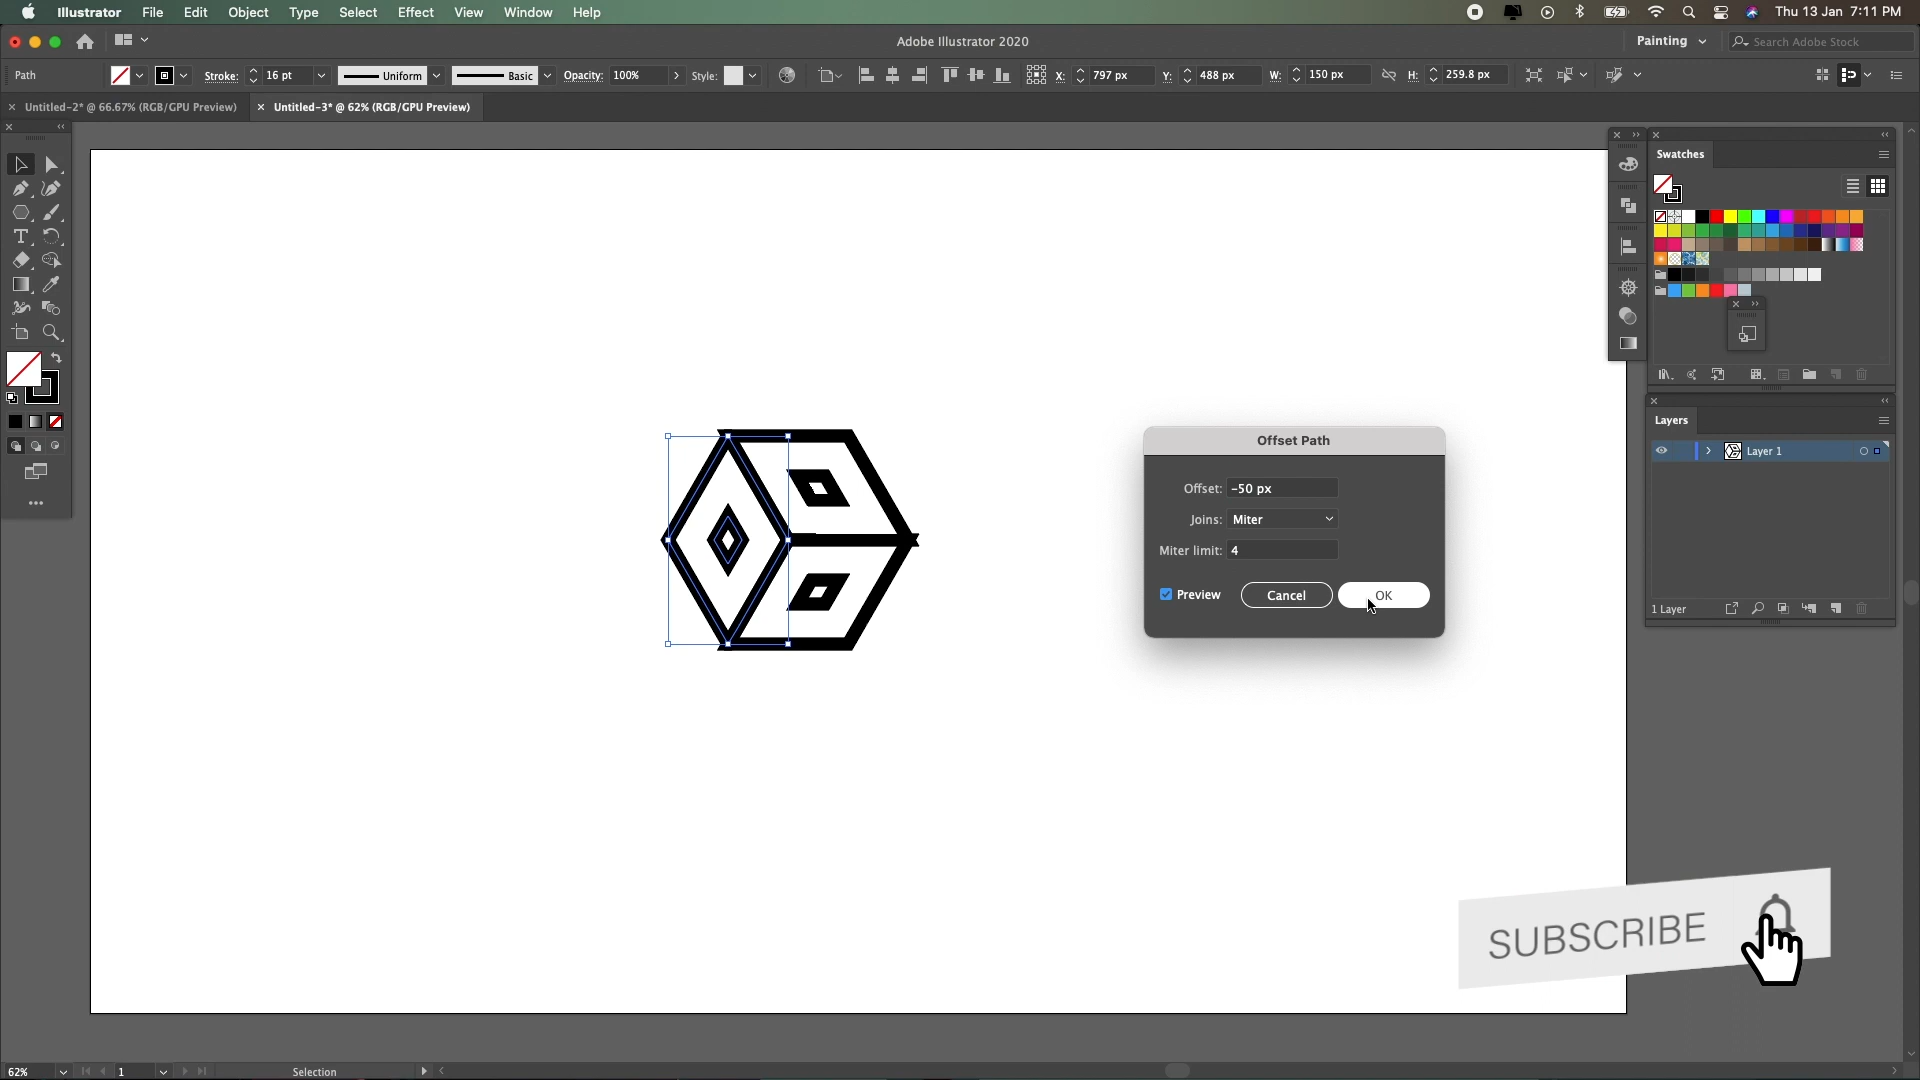 Illustrator File Edit Object Type Select Effect View Window Help
Thu 13 Jan 7:11 PM
Adobe Illustrator 2020
Painting
Search Adobe Stock
Path
Stroke: 16 pt
Uniform
Basic
Opacity: 100%
Style:
X: 797 px
Y: 488 px
W: 150 px
H: 259.8 px
Untitled-2* @ 66.67% (RGB/GPU Preview)
Untitled-3* @ 62% (RGB/GPU Preview)
Swatches
Layers
Layer 1
1 Layer
Offset Path
Offset: -50 px
Joins: Miter
Miter limit: 4
Preview
Cancel
OK
SUBSCRIBE
62%
1
Selection